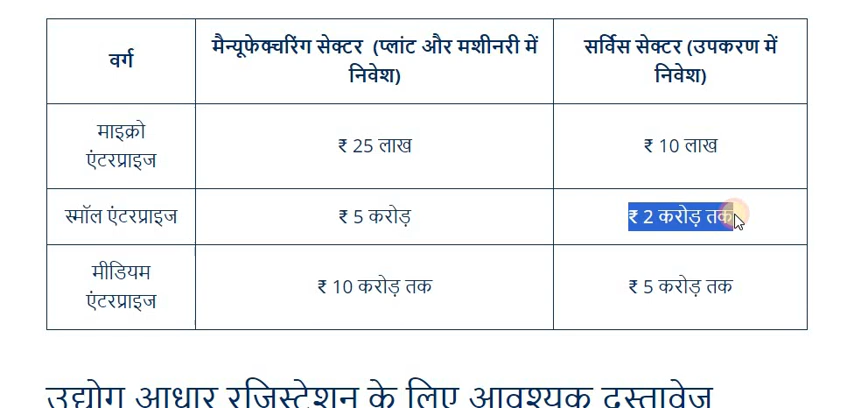 वर्ग
मैन्यूफेक्चरिंग सेक्टर (प्लांट और मशीनरी में
निवेश)
सर्विस सेक्टर (उपकरण में
निवेश)
माइक्रो
एंटरप्राइज
₹ 25 लाख
₹ 10 लाख
स्मॉल एंटरप्राइज
₹ 5 करोड़
₹ 2 करोड़ तक
मीडियम
एंटरप्राइज
₹ 10 करोड़ तक
₹ 5 करोड़ तक
उद्योग आधार रजिस्टेशन के लिए आवश्यक दस्तावेज